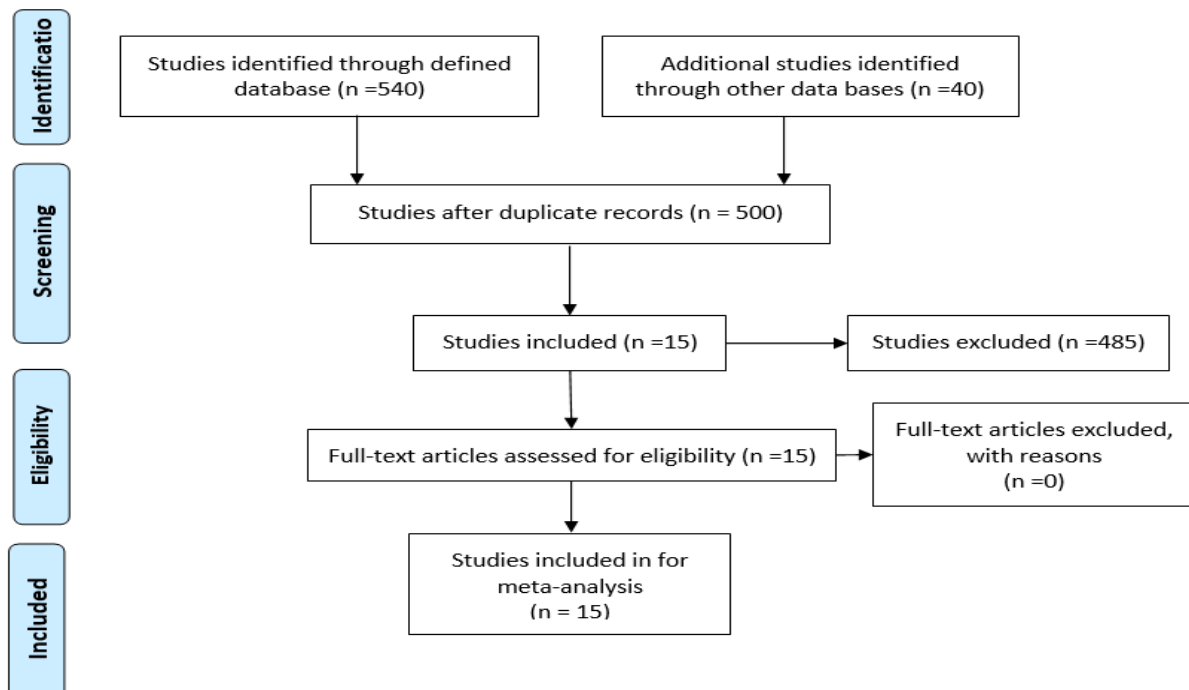 Identificatio
Studies identified through defined
database (n =540)
Additional studies identified
through other data bases (n =40)
Screening
Studies after duplicate records (n = 500)
Studies included (n =15)
Studies excluded (n =485)
Eligibility
Full-text articles assessed for eligibility (n =15)
Full-text articles excluded,
with reasons
(n =0)
Included
Studies included in for
meta-analysis
(n = 15)